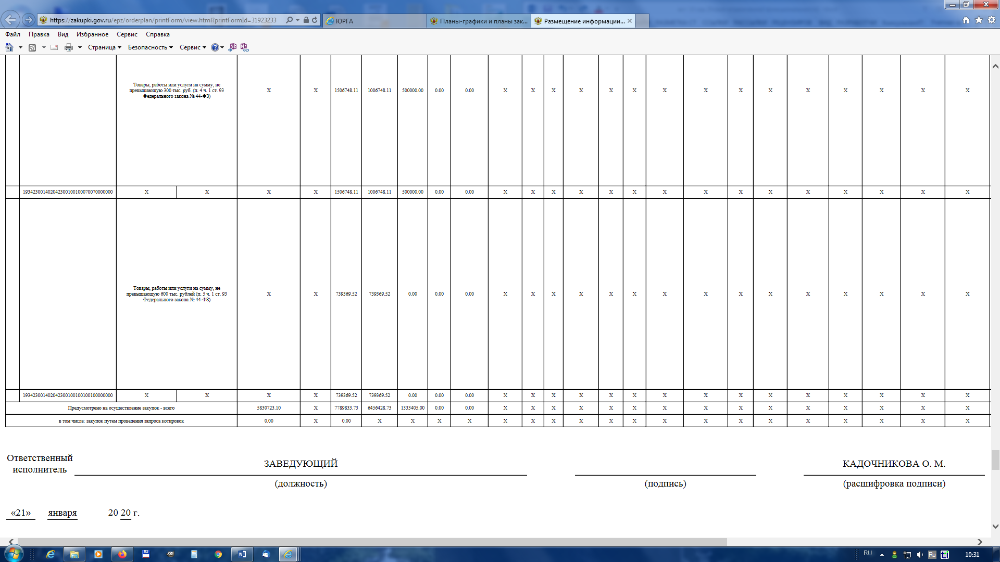 https://zakupki.gov.ru/epz/orderplan/printForm/view.html?printFormId=31923233
ЮРГА
Планы-графики и планы зак...
Размещение информации...
Файл Правка Вид Избранное Сервис Справка
Страница Безопасность Сервис
Товары, работы или услуги на сумму, не
превышающую 300 тыс. руб. (п. 4 ч. 1 ст. 93
Федерального закона № 44-ФЗ)
X X 1506748.11 1006748.11 500000.00 0.00 0.00 X X X X X X X X X X X X X X X
193423001402042300100100070070000000 X X X X 1506748.11 1006748.11 500000.00 0.00 0.00 X X X X X X X X X X X X X X X
Товары, работы или услуги на сумму, не
превышающую 600 тыс. рублей (п. 5 ч. 1 ст. 93
Федерального закона № 44-ФЗ)
X X 739369.52 739369.52 0.00 0.00 0.00 X X X X X X X X X X X X X X X
193423001402042300100100100100000000 X X X X 739369.52 739369.52 0.00 0.00 0.00 X X X X X X X X X X X X X X X
Предусмотрено на осуществление закупок - всего 5830723.10 X 7789833.73 6456428.73 1333405.00 0.00 0.00 X X X X X X X X X X X X X X X
в том числе: закупок путем проведения запроса котировок 0.00 X 0.00 X X X X X X X X X X X X X X X X X X X
Ответственный
исполнитель
ЗАВЕДУЮЩИЙ
КАДОЧНИКОВА О. М.
(должность) (подпись) (расшифровка подписи)
«21» января 20 20 г.
RU Ru 10:31